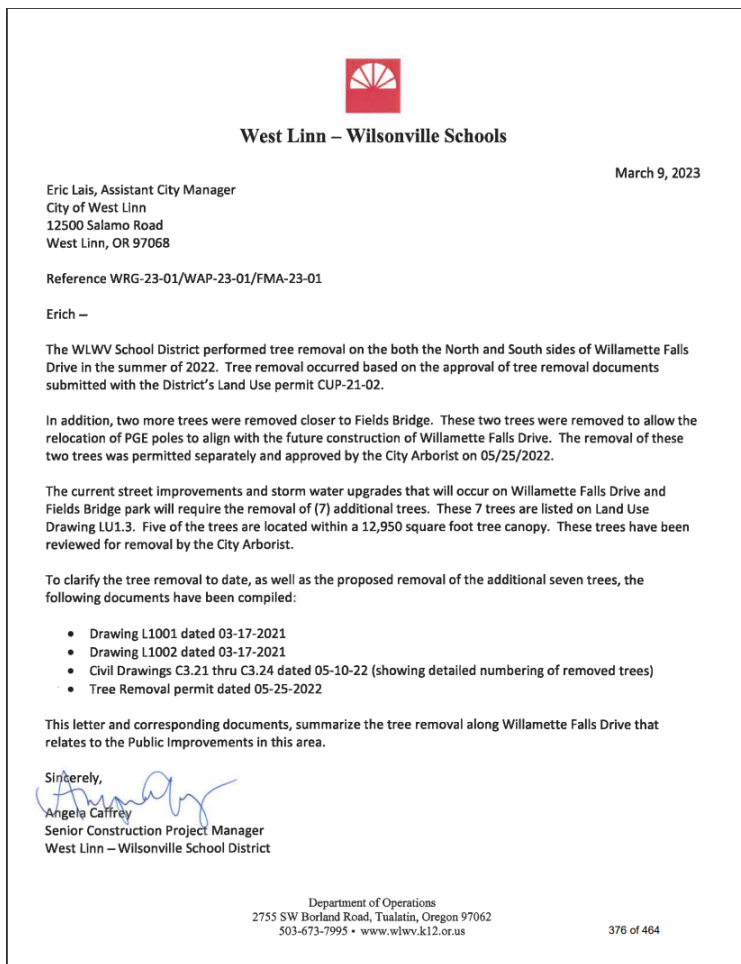 West Linn – Wilsonville Schools
March 9, 2023
Eric Lais, Assistant City Manager
City of West Linn
12500 Salamo Road
West Linn, OR 97068
Reference WRG-23-01/WAP-23-01/FMA-23-01
Erich –
The WLWV School District performed tree removal on the both the North and South sides of Willamette Falls
Drive in the summer of 2022. Tree removal occurred based on the approval of tree removal documents
submitted with the District's Land Use permit CUP-21-02.
In addition, two more trees were removed closer to Fields Bridge. These two trees were removed to allow the
relocation of PGE poles to align with the future construction of Willamette Falls Drive. The removal of these
two trees was permitted separately and approved by the City Arborist on 05/25/2022.
The current street improvements and storm water upgrades that will occur on Willamette Falls Drive and
Fields Bridge park will require the removal of (7) additional trees. These 7 trees are listed on Land Use
Drawing LU1.3. Five of the trees are located within a 12,950 square foot tree canopy. These trees have been
reviewed for removal by the City Arborist.
To clarify the tree removal to date, as well as the proposed removal of the additional seven trees, the
following documents have been compiled:
• Drawing L1001 dated 03-17-2021
• Drawing L1002 dated 03-17-2021
• Civil Drawings C3.21 thru C3.24 dated 05-10-22 (showing detailed numbering of removed trees)
• Tree Removal permit dated 05-25-2022
This letter and corresponding documents, summarize the tree removal along Willamette Falls Drive that
relates to the Public Improvements in this area.
Sincerely,
Angela Caffrey
Senior Construction Project Manager
West Linn – Wilsonville School District
Department of Operations
2755 SW Borland Road, Tualatin, Oregon 97062
503-673-7995 • www.wlwv.k12.or.us
376 of 464